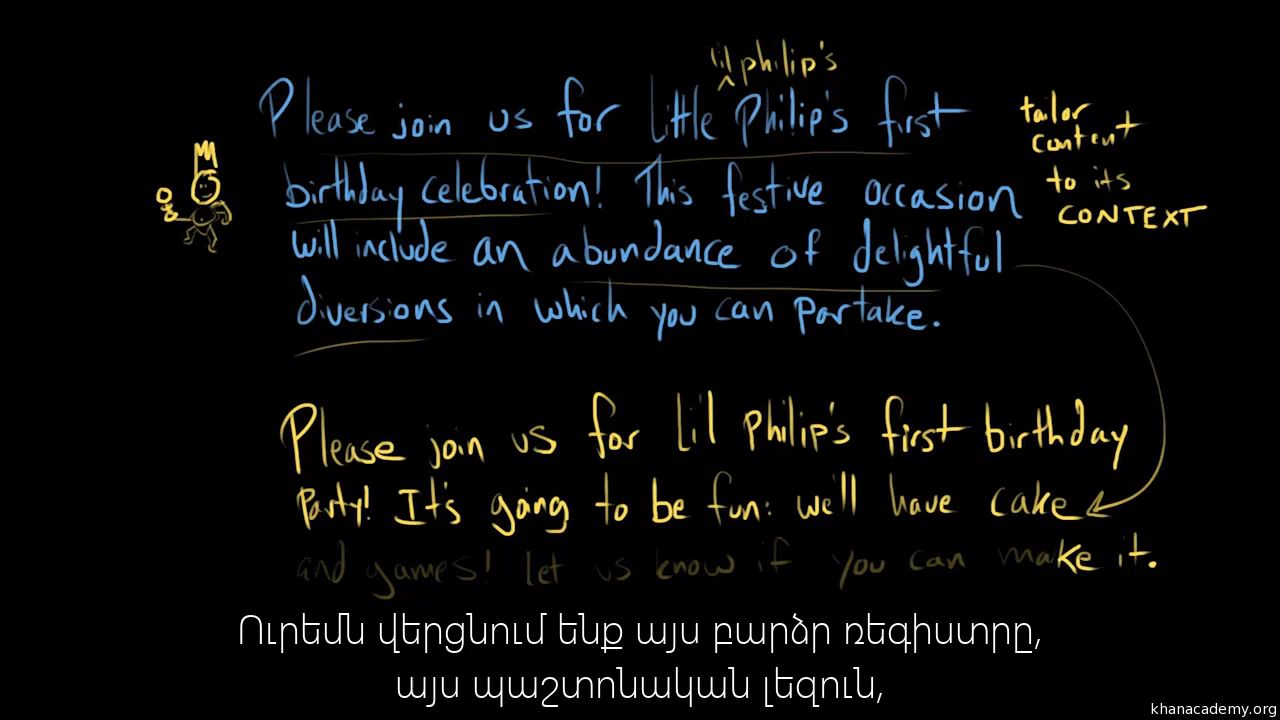 lil philip's
Please join us for little Philip's first
birthday celebration! This festive occasion
will include an abundance of delightful
diversions in which you can partake.
tailor
content
to its
CONTEXT
Please join us for li'l Philip's first birthday
Party! It's going to be fun: we'll have cake
and games! let us know if you can make it.
Ուրեմն վերցնում ենք այս բարձր ռեգիստրը,
այս պաշտոնական լեզուն,
khanacademy.org